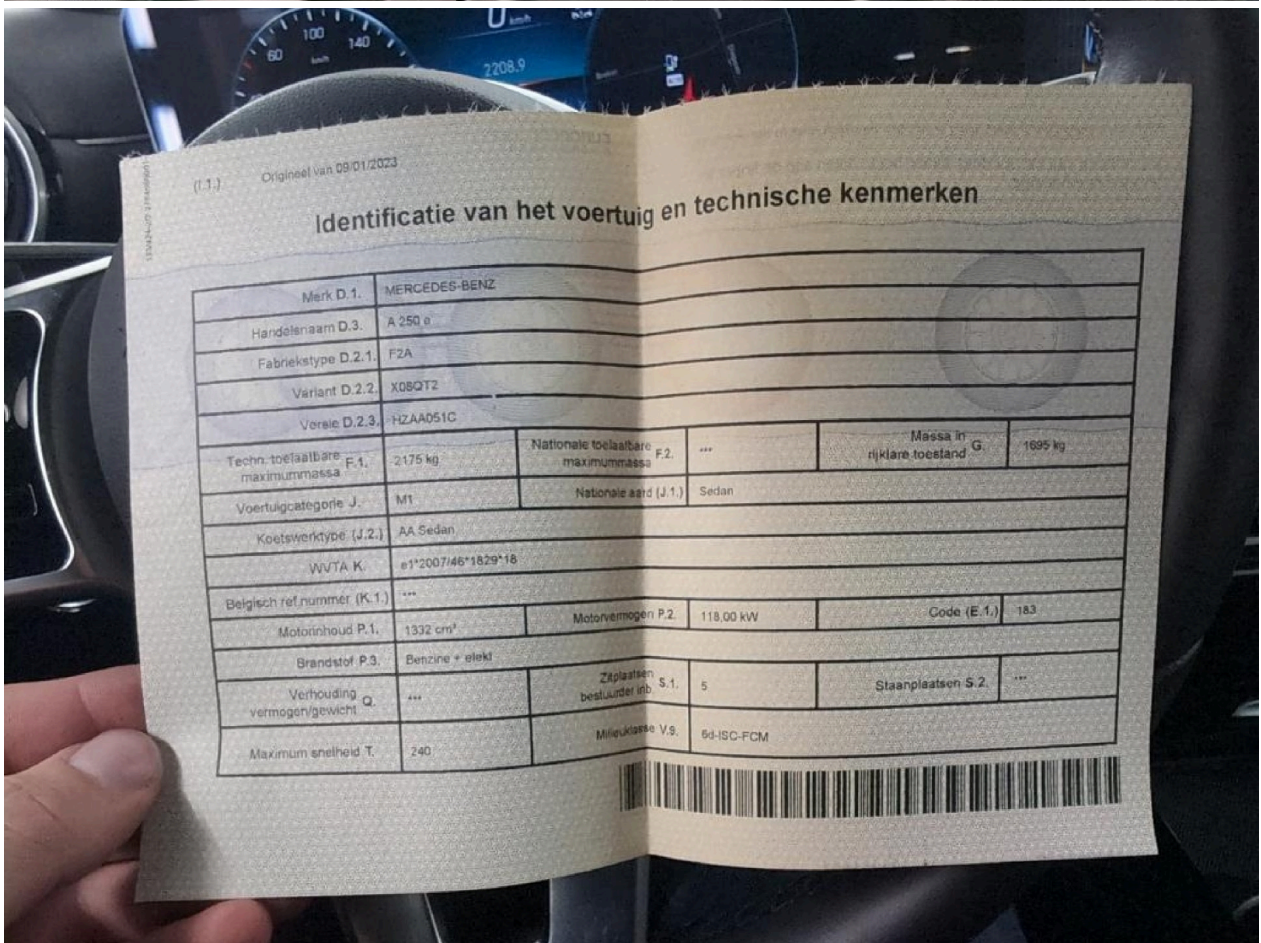 60
100
140
km/h
0 km/h
2208.9
(I.1.) Origineel van 09/01/2023
Identificatie van het voertuig en technische kenmerken
Merk D.1. MERCEDES-BENZ
Handelsnaam D.3. A 250 e
Fabriekstype D.2.1. F2A
Variant D.2.2. X08QT2
Versie D.2.3. HZAA051C
Techn. toelaatbare maximummassa F.1. 2175 kg Nationale toelaatbare maximummassa F.2. *** Massa in rijklare toestand G. 1695 kg
Voertuigcategorie J. M1 Nationale aard (J.1.) Sedan
Koetswerktype (J.2.) AA Sedan
WVTA K. e1*2007/46*1829*18
Belgisch ref.nummer (K.1.) ***
Motorinhoud P.1. 1332 cm³ Motorvermogen P.2. 118,00 kW Code (E.1.) 183
Brandstof P.3. Benzine + elekt
Verhouding vermogen/gewicht Q. *** Zitplaatsen bestuurder inb. S.1. 5 Staanplaatsen S.2. ***
Maximum snelheid T. 240 Milieuklasse V.9. 6d-ISC-FCM